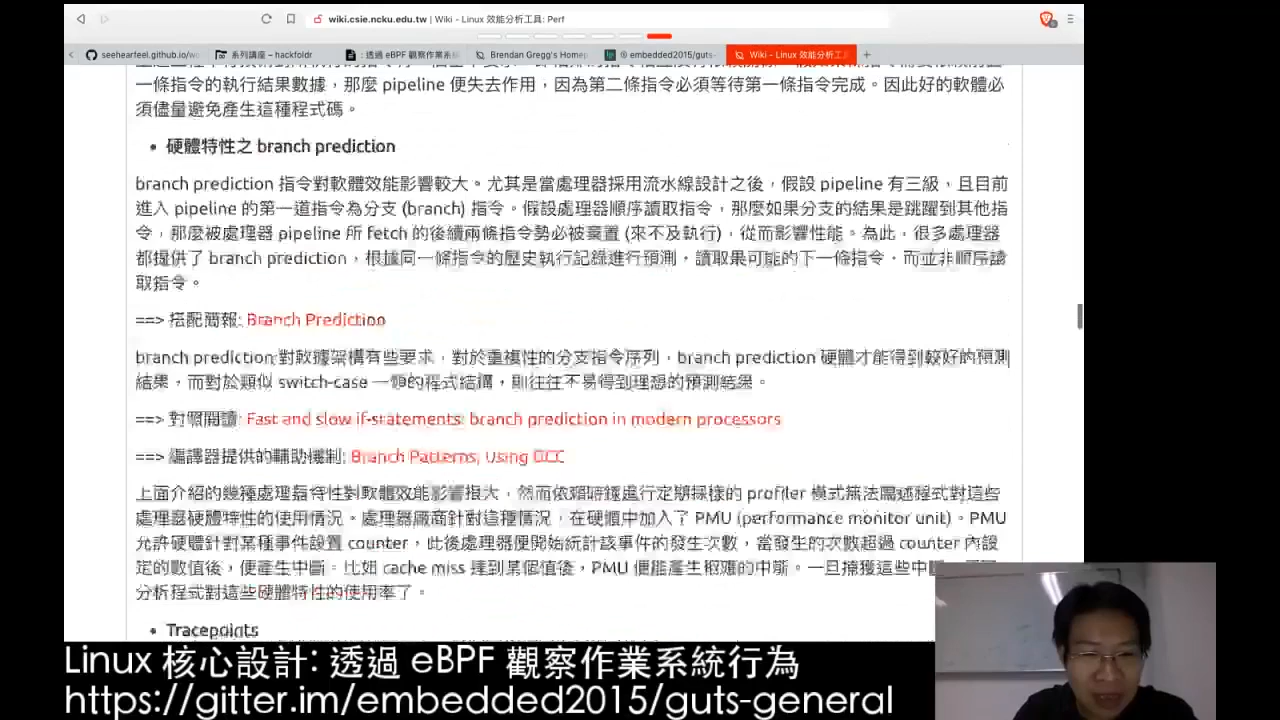 wiki.csie.ncku.edu.tw | Wiki - Linux 效能分析工具: Perf
seehearfeel.github.io/wo
系列講座 – hackfoldr
: 透過 eBPF 觀察作業系統
Brendan Gregg's Homep
embedded2015/guts-
Wiki - Linux 效能分析工
一條指令的執行結果數據，那麼 pipeline 便失去作用，因為第二條指令必須等待第一條指令完成。因此好的軟體必
須儘量避免產生這種程式碼。
• 硬體特性之 branch prediction
branch prediction 指令對軟體效能影響較大。尤其是當處理器採用流水線設計之後，假設 pipeline 有三級，且目前
進入 pipeline 的第一道指令為分支 (branch) 指令。假設處理器順序讀取指令，那麼如果分支的結果是跳躍到其他指
令，那麼被處理器 pipeline 所 fetch 的後續兩條指令勢必被棄置 (來不及執行)，從而影響性能。為此，很多處理器
都提供了 branch prediction，根據同一條指令的歷史執行記錄進行預測，讀取最可能的下一條指令，而並非順序讀
取指令。
==> 搭配簡報: Branch Prediction
branch prediction 對軟體架構有些要求，對於重複性的分支指令序列，branch prediction 硬體才能得到較好的預測
結果，而對於類似 switch-case 一類的程式結構，則往往不易得到理想的預測結果。
==> 對照閱讀: Fast and slow if-statements: branch prediction in modern processors
==> 編譯器提供的輔助機制: Branch Patterns, Using GCC
上面介紹的幾種處理器特性對軟體效能影響很大，然而依賴時鐘進行定期採樣的 profiler 模式無法闡述程式對這些
處理器硬體特性的使用情況。處理器廠商針對這種情況，在硬體中加入了 PMU (performance monitor unit)。PMU
允許硬體針對某種事件設置 counter，此後處理器便開始統計該事件的發生次數，當發生的次數超過 counter 內設
定的數值後，便產生中斷。比如 cache miss 達到某個值後，PMU 便能產生相應的中斷。一旦捕獲這些中
分析程式對這些硬體特性的使用率了。
• Tracepoints
Linux 核心設計: 透過 eBPF 觀察作業系統行為
https://gitter.im/embedded2015/guts-general